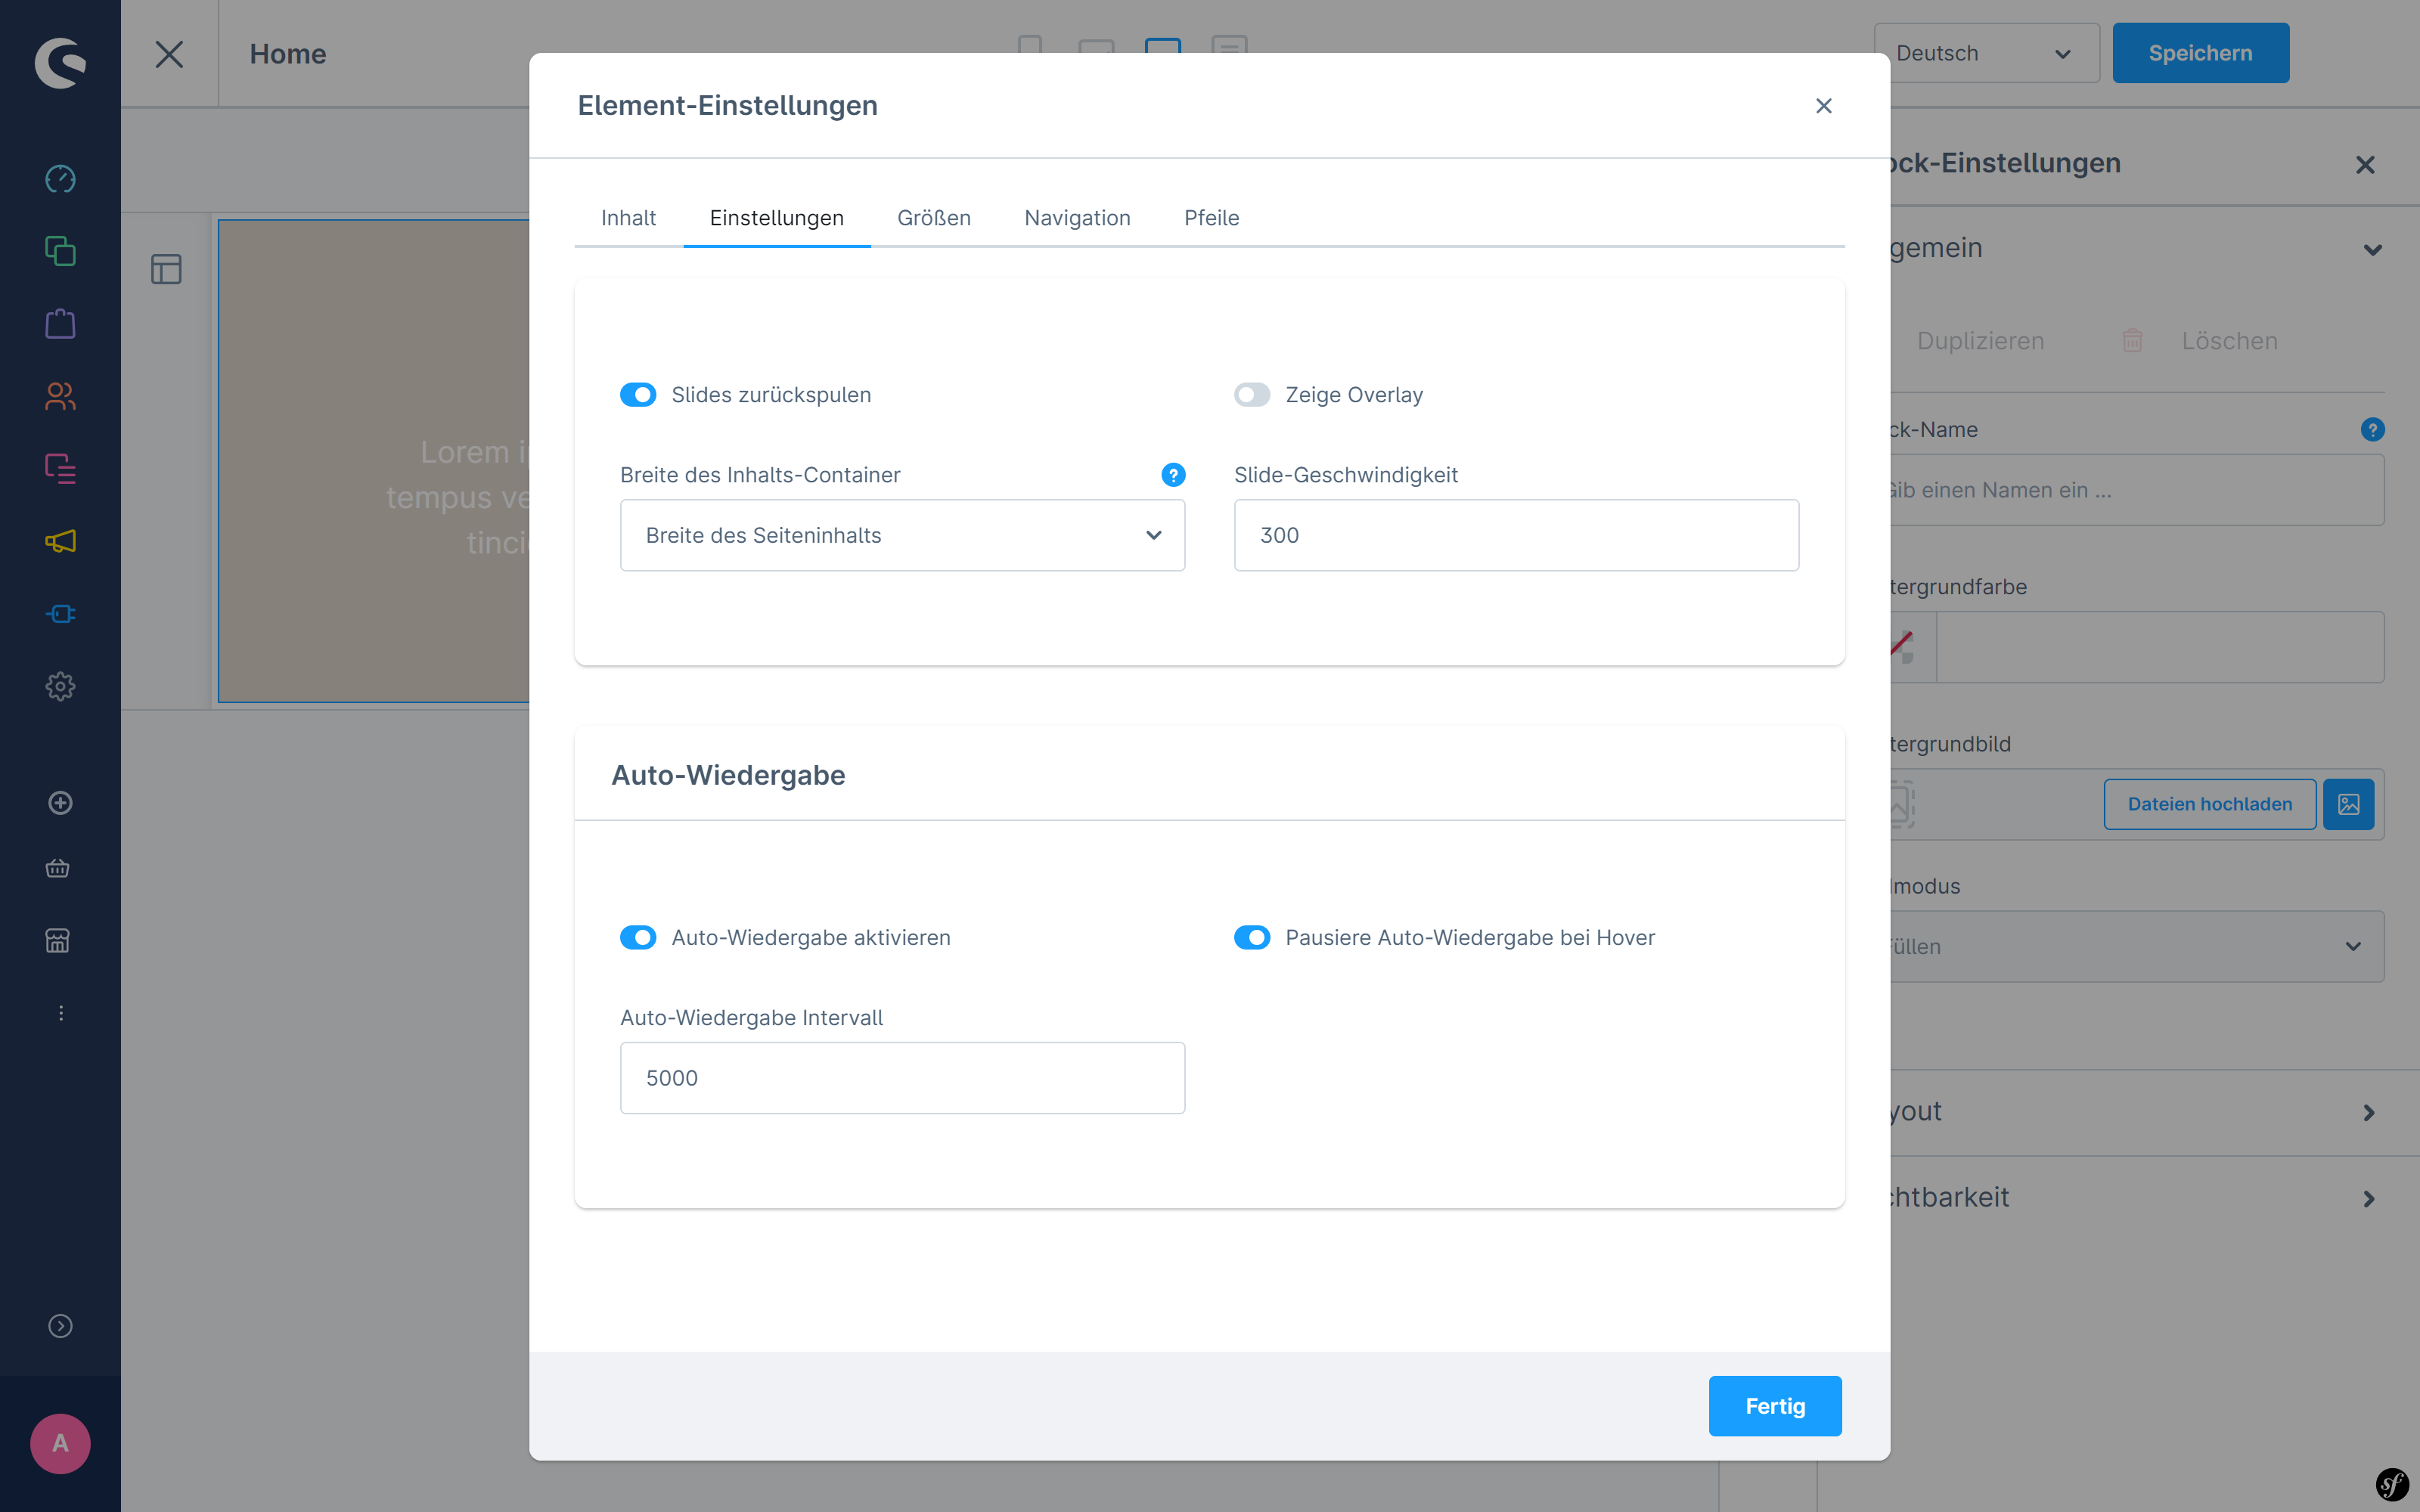 Home
Deutsch
Speichern
Element-Einstellungen
ock-Einstellungen
Inhalt
Einstellungen
Größen
Navigation
Pfeile
gemein
Duplizieren
Löschen
Slides zurückspulen
Zeige Overlay
ck-Name
?
Lorem i
Breite des Inhalts-Container
?
Slide-Geschwindigkeit
Gib einen Namen ein ...
tempus ve
Breite des Seiteninhalts
300
tinci
tergrundfarbe
tergrundbild
Auto-Wiedergabe
Dateien hochladen
lmodus
Auto-Wiedergabe aktivieren
Pausiere Auto-Wiedergabe bei Hover
üllen
Auto-Wiedergabe Intervall
5000
yout
chtbarkeit
Fertig
A
sf